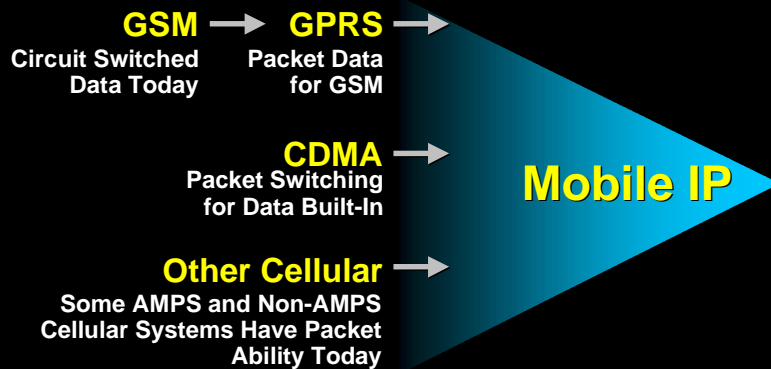 GSM GPRS
Circuit Switched Data Today
Packet Data for GSM
CDMA
Packet Switching
for Data Built-In
Mobile IP
Other Cellular
Some AMPS and Non-AMPS
Cellular Systems Have Packet
Ability Today